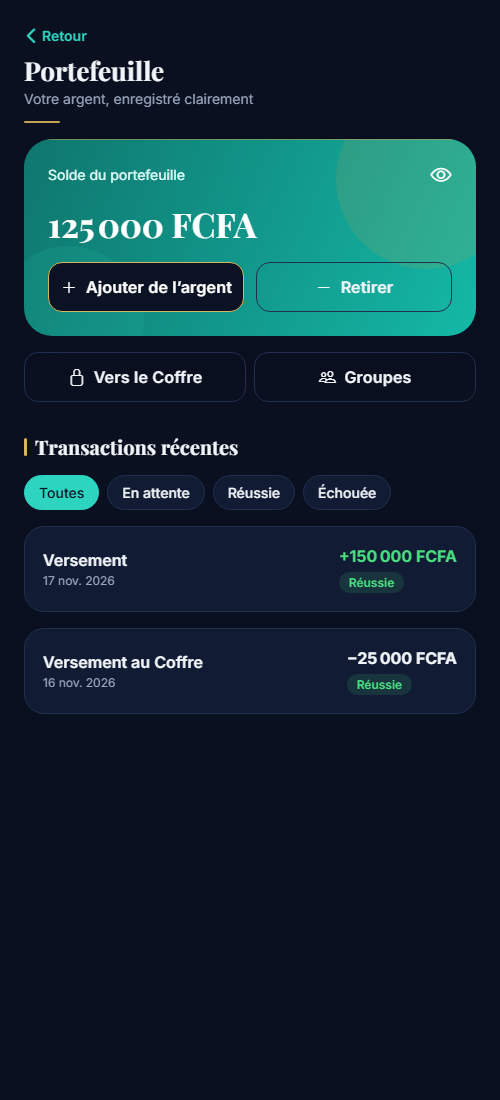 Retour
Portefeuille
Votre argent, enregistré clairement
Solde du portefeuille
125 000 FCFA
Ajouter de l’argent
Retirer
Vers le Coffre
Groupes
Transactions récentes
Toutes
En attente
Réussie
Échouée
Versement
+150 000 FCFA
17 nov. 2026
Réussie
Versement au Coffre
−25 000 FCFA
16 nov. 2026
Réussie